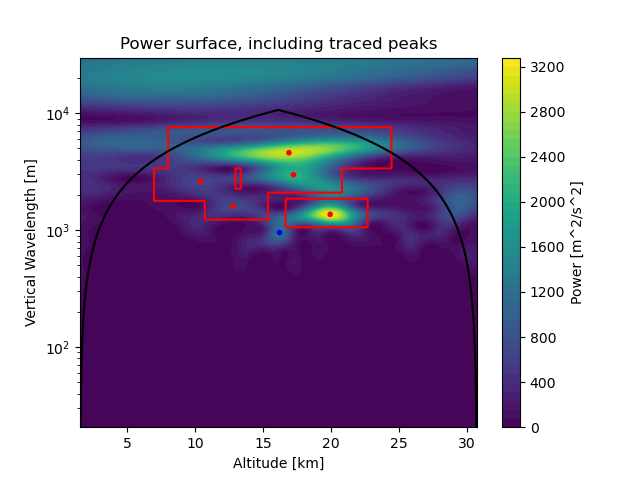 Power surface, including traced peaks
Vertical Wavelength [m]
10^4
10^3
10^2
5 10 15 20 25 30
Altitude [km]
3200
2800
2400
2000
1600
1200
800
400
0
Power [m^2/s^2]